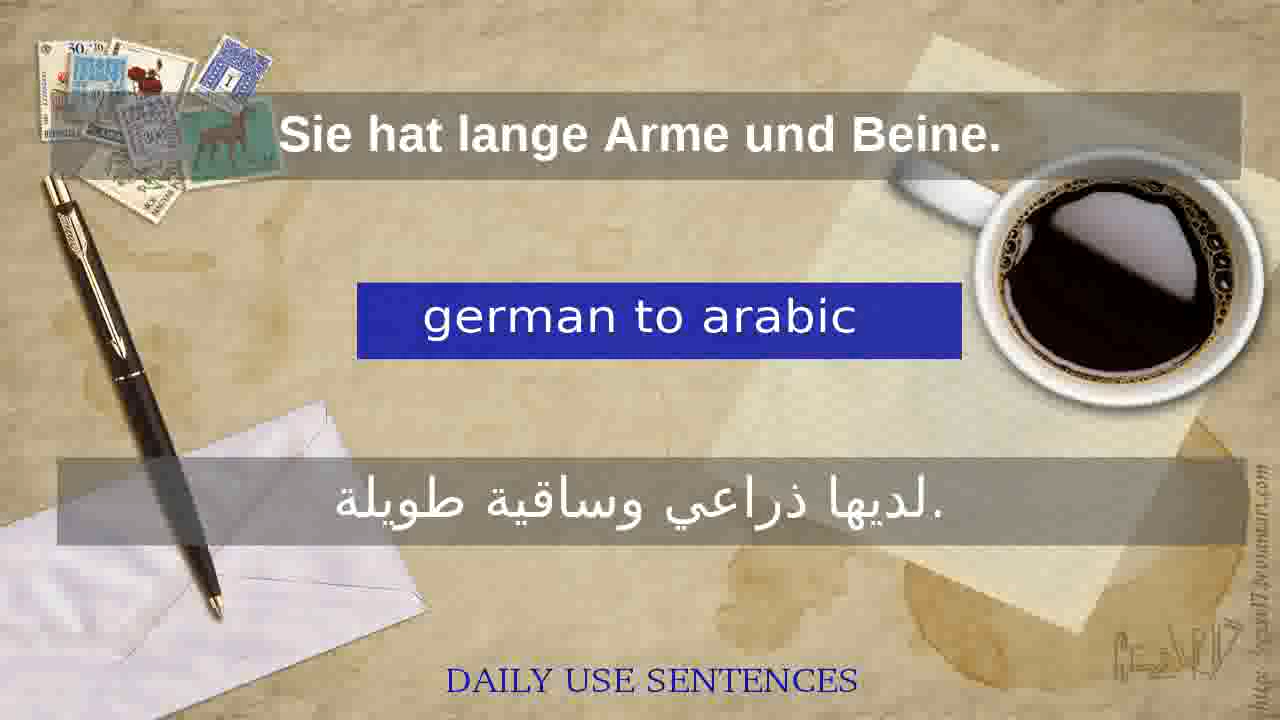 Sie hat lange Arme und Beine.
german to arabic
لديها ذراعي وساقية طويلة.
DAILY USE SENTENCES